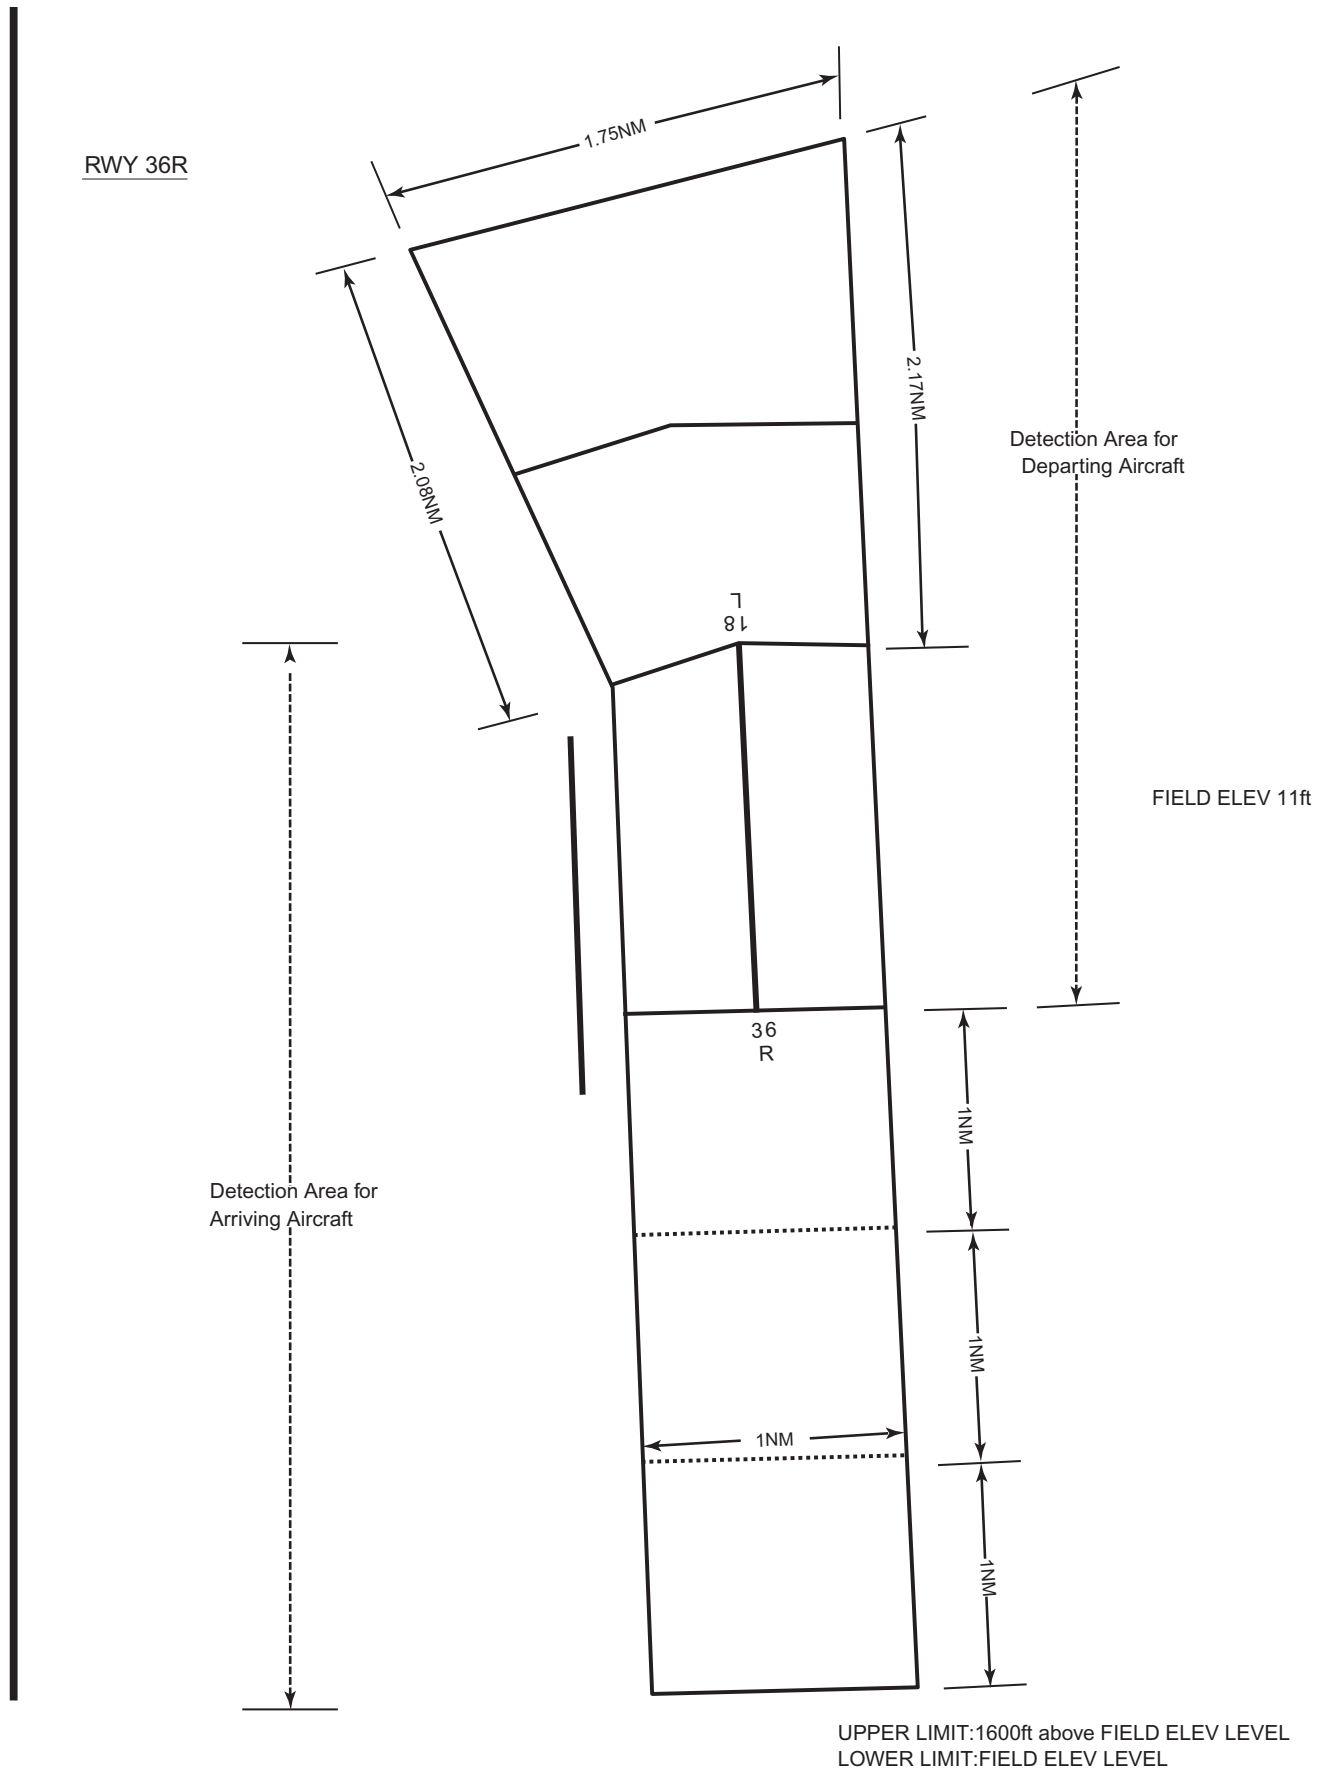 1.75NM
RWY 36R
2.17NM
Detection Area for
Departing Aircraft
2.08NM
18
L
FIELD ELEV 11ft
36
R
1NM
Detection Area for
Arriving Aircraft
1NM
1NM
1NM
UPPER LIMIT:1600ft above FIELD ELEV LEVEL
LOWER LIMIT:FIELD ELEV LEVEL